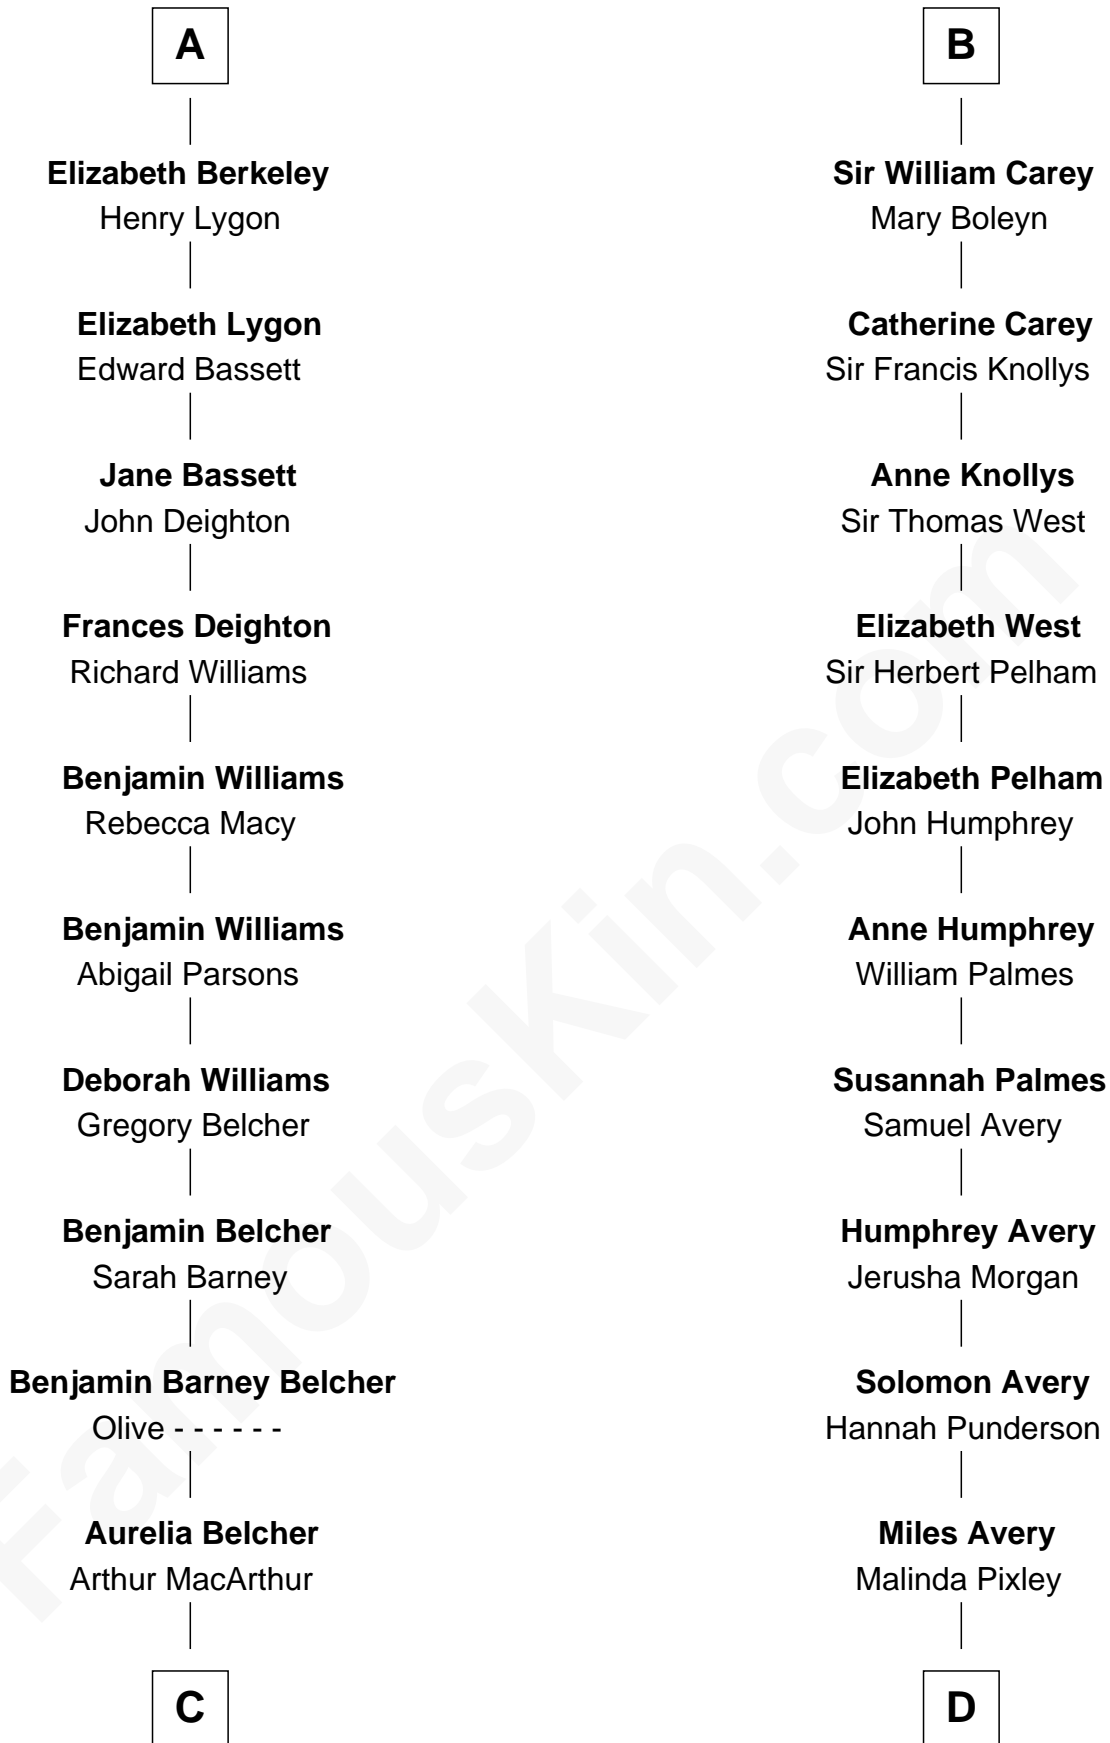 A
Elizabeth Berkeley
Henry Lygon
Elizabeth Lygon
Edward Bassett
Jane Bassett
John Deighton
Frances Deighton
Richard Williams
Benjamin Williams
Rebecca Macy
Benjamin Williams
Abigail Parsons
Deborah Williams
Gregory Belcher
Benjamin Belcher
Sarah Barney
Benjamin Barney Belcher
Olive - - - - - -
Aurelia Belcher
Arthur MacArthur
C
B
Sir William Carey
Mary Boleyn
Catherine Carey
Sir Francis Knollys
Anne Knollys
Sir Thomas West
Elizabeth West
Sir Herbert Pelham
Elizabeth Pelham
John Humphrey
Anne Humphrey
William Palmes
Susannah Palmes
Samuel Avery
Humphrey Avery
Jerusha Morgan
Solomon Avery
Hannah Punderson
Miles Avery
Malinda Pixley
D
FamousKin.com